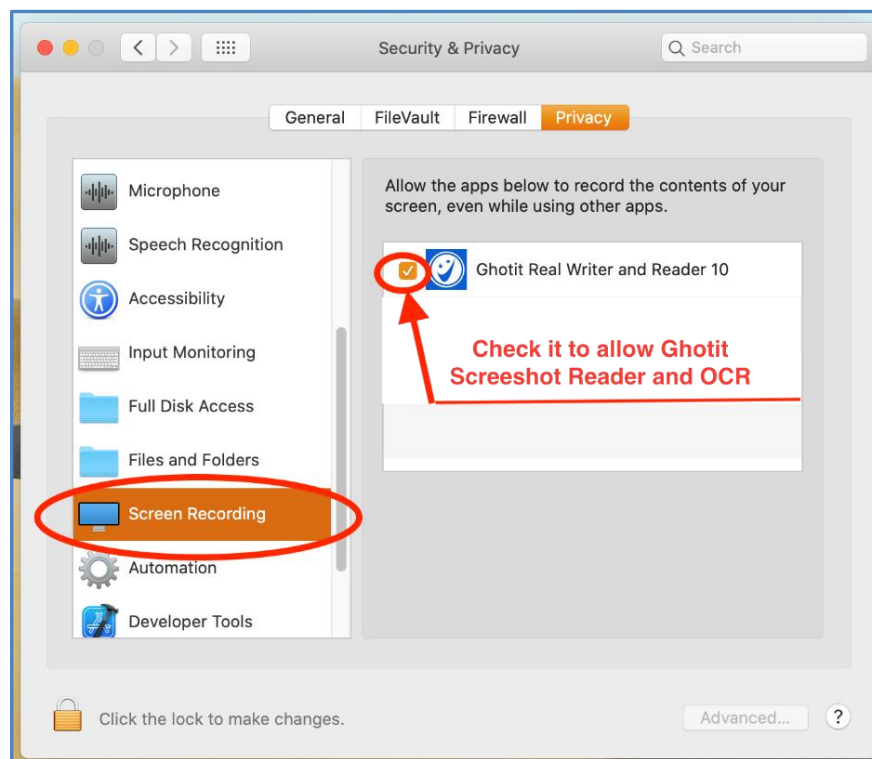 Security & Privacy
Search
General FileVault Firewall Privacy
Microphone
Speech Recognition
Accessibility
Input Monitoring
Full Disk Access
Files and Folders
Screen Recording
Automation
Developer Tools
Allow the apps below to record the contents of your
screen, even while using other apps.
Ghotit Real Writer and Reader 10
Check it to allow Ghotit
Screeshot Reader and OCR
Click the lock to make changes.
Advanced... ?